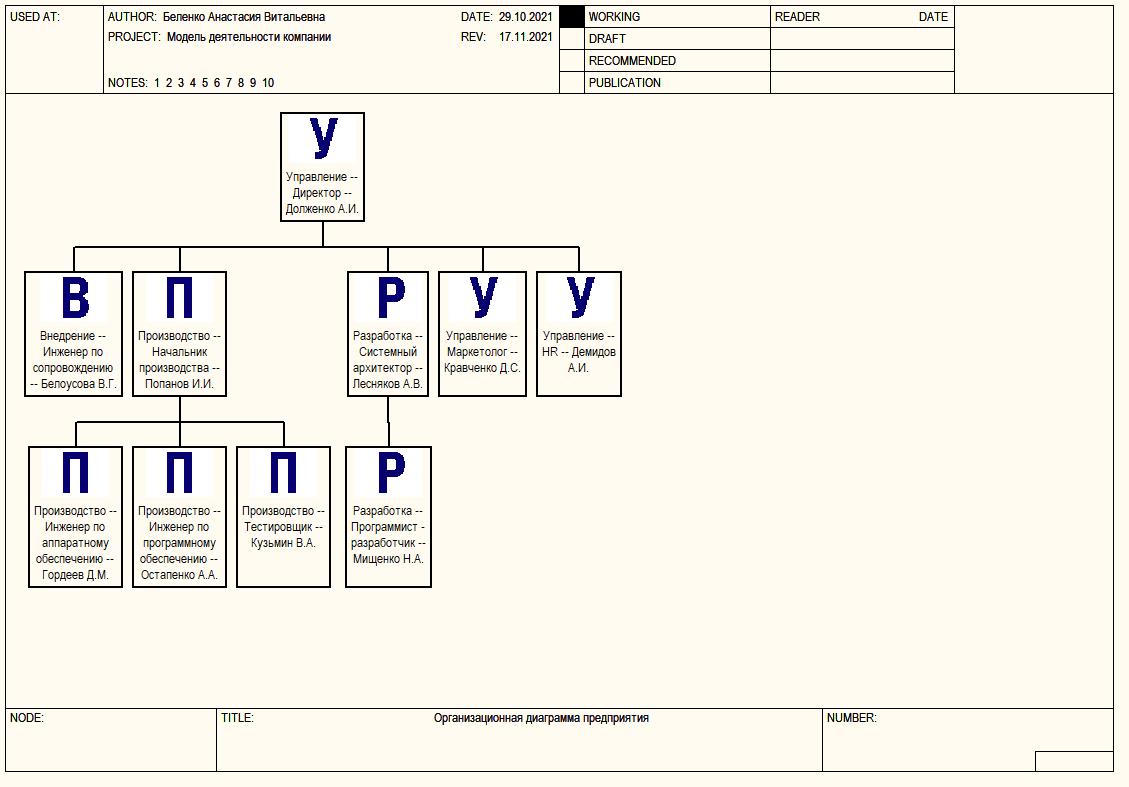 USED AT:
AUTHOR: Беленко Анастасия Витальевна
DATE: 29.10.2021
PROJECT: Модель деятельности компании
REV: 17.11.2021
NOTES: 1 2 3 4 5 6 7 8 9 10
WORKING
DRAFT
RECOMMENDED
PUBLICATION
READER DATE
У
Управление --
Директор --
Долженко А.И.
В
Внедрение --
Инженер по
сопровождению
-- Белоусова В.Г.
П
Производство --
Начальник
производства --
Попанов И.И.
Р
Разработка --
Системный
архитектор --
Лесняков А.В.
У
Управление --
Маркетолог --
Кравченко Д.С.
У
Управление --
HR -- Демидов
А.И.
П
Производство --
Инженер по
аппаратному
обеспечению --
Гордеев Д.М.
П
Производство --
Инженер по
программному
обеспечению --
Остапенко А.А.
П
Производство --
Тестировщик --
Кузьмин В.А.
Р
Разработка --
Программист -
разработчик --
Мищенко Н.А.
NODE:
TITLE: Организационная диаграмма предприятия
NUMBER: